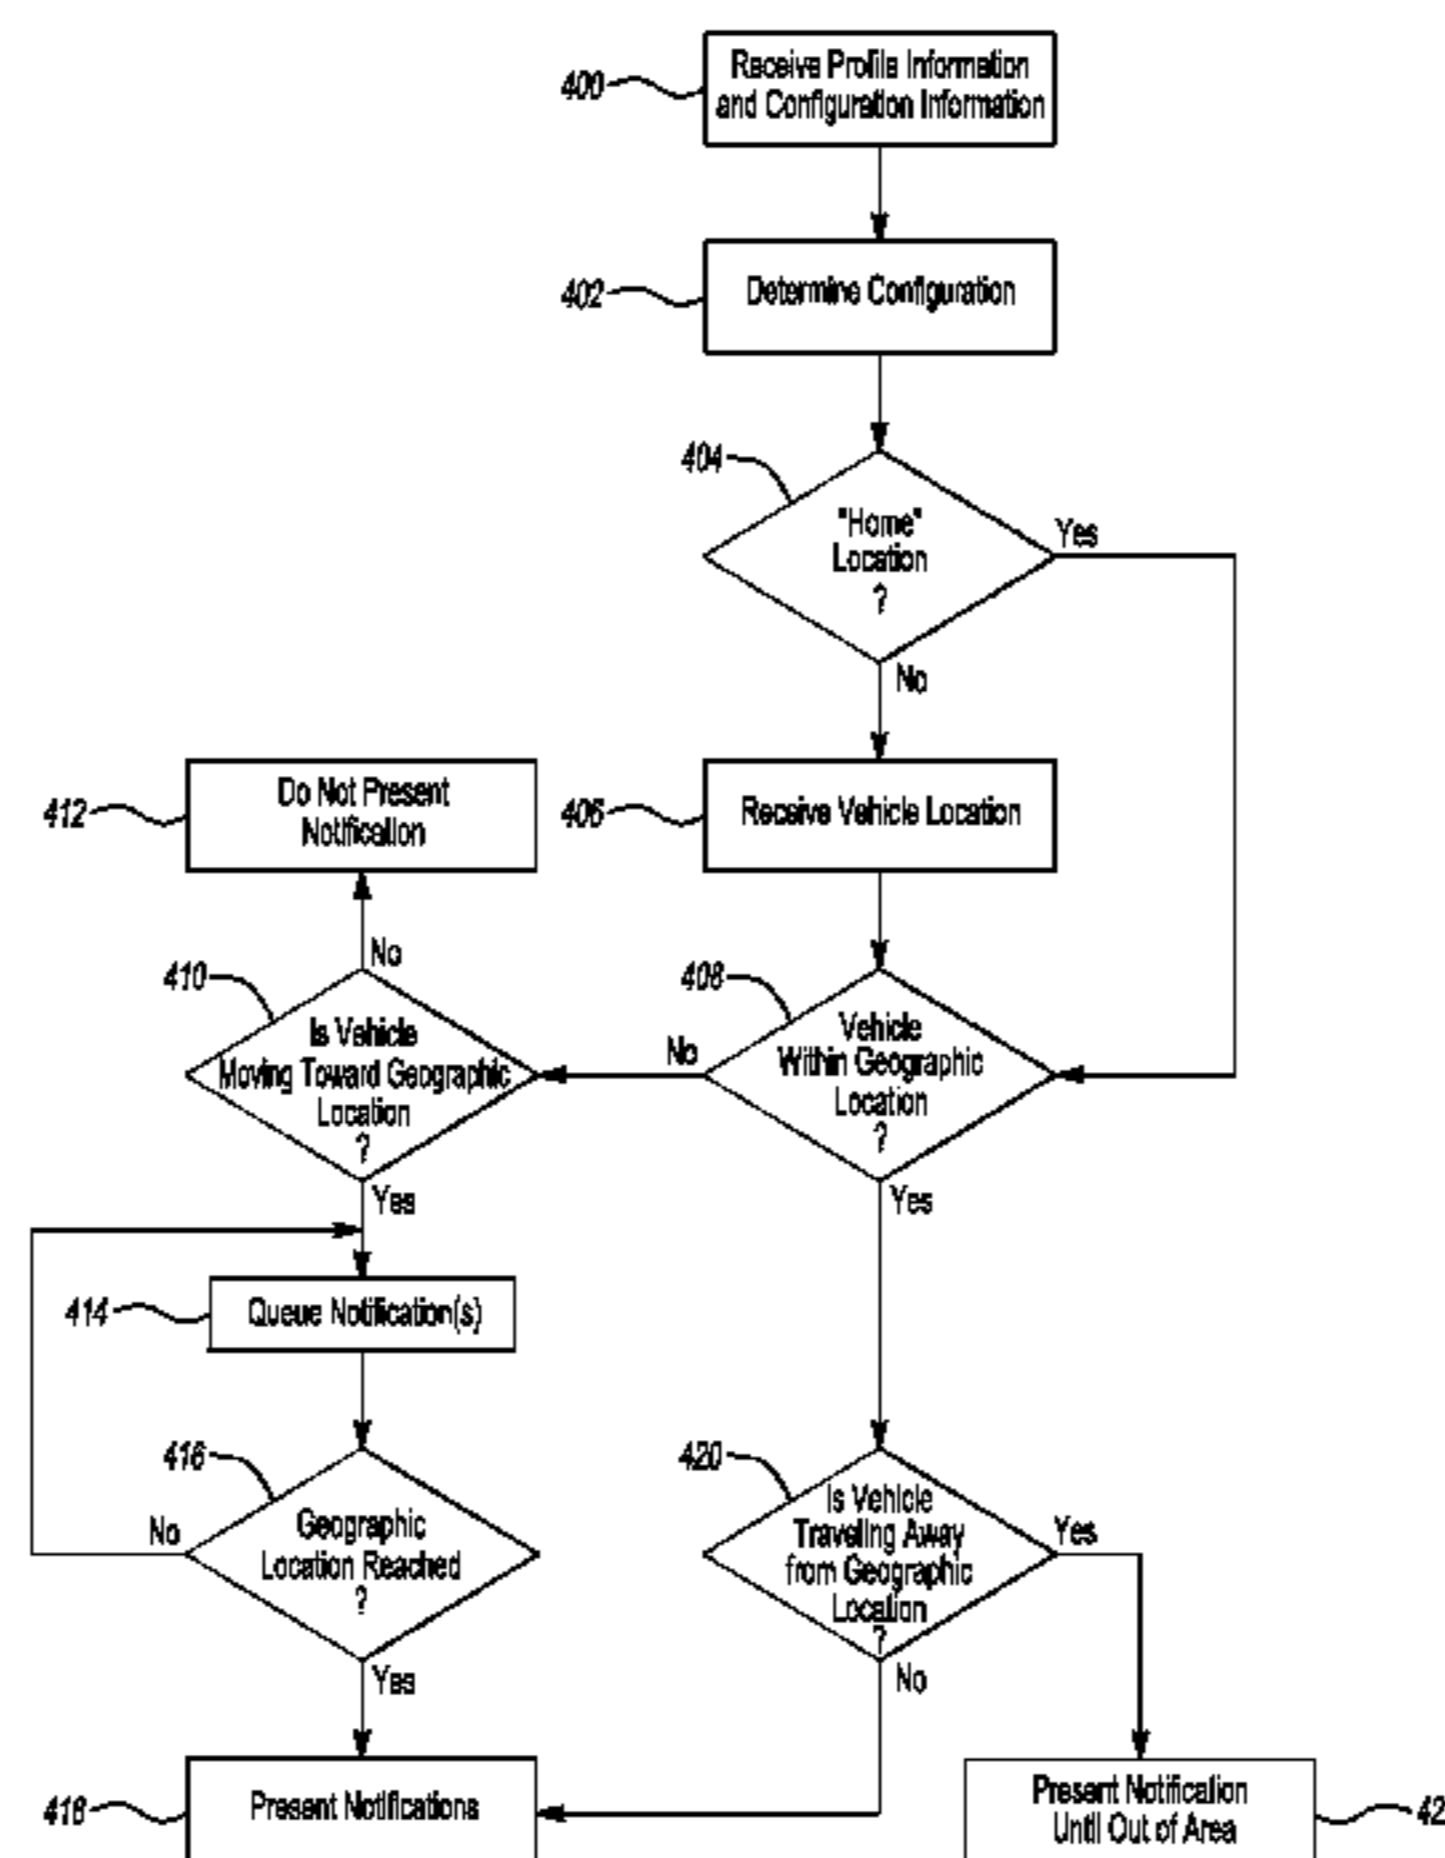 400
Receive Profile Information
and Configuration Information
402
Determine Configuration
404
"Home"
Location
?
Yes
No
412
Do Not Present
Notification
406
Receive Vehicle Location
No
410
Is Vehicle
Moving Toward Geographic
Location
?
Yes
408
Vehicle
Within Geographic
Location
?
No
Yes
414
Queue Notification(s)
416
Geographic
Location Reached
?
No
Yes
420
Is Vehicle
Traveling Away
from Geographic
Location
?
Yes
No
418
Present Notifications
Present Notification
Until Out of Area
42